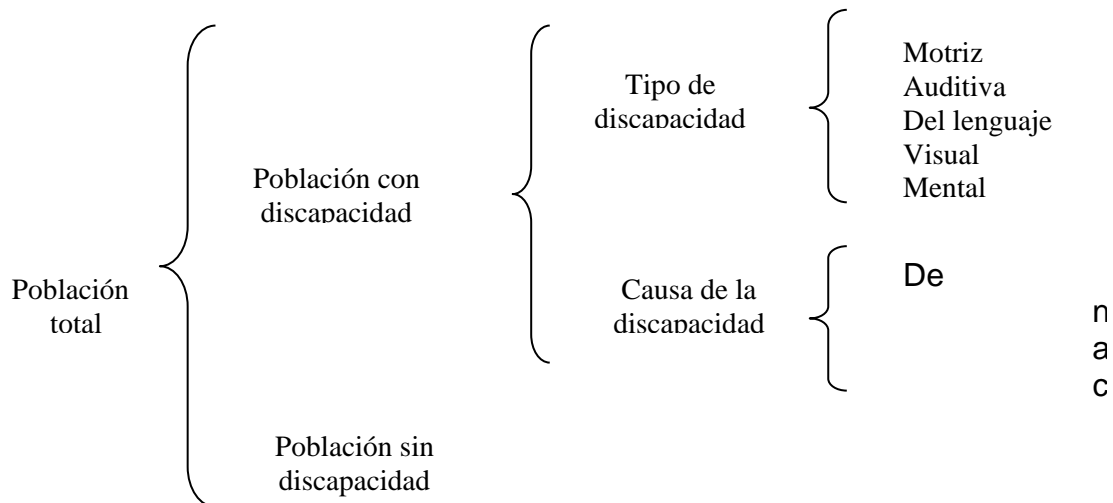 Población
total
Población con
discapacidad
Tipo de
discapacidad
Motriz
Auditiva
Del lenguaje
Visual
Mental
Causa de la
discapacidad
De
n
a
c
Población sin
discapacidad